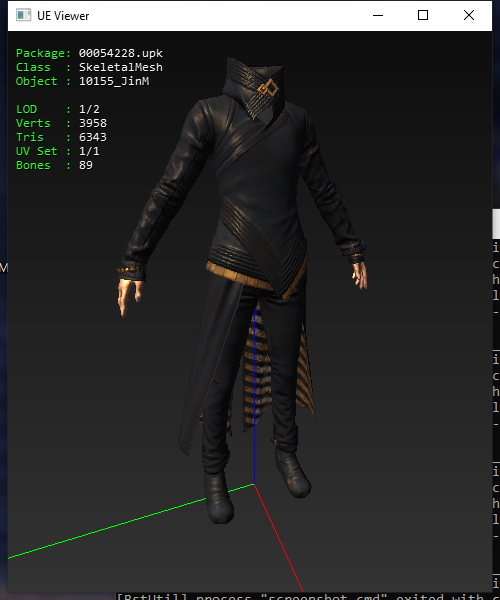 UE Viewer
Package: 00054228.upk
Class : SkeletalMesh
Object : 10155_JinM
LOD : 1/2
Verts : 3958
Tris : 6343
UV Set : 1/1
Bones : 89
M
i
c
h
l
-
i
c
h
l
-
i
c
h
l
-
i
[BstUtil] process "screenshot.cmd" exited with c